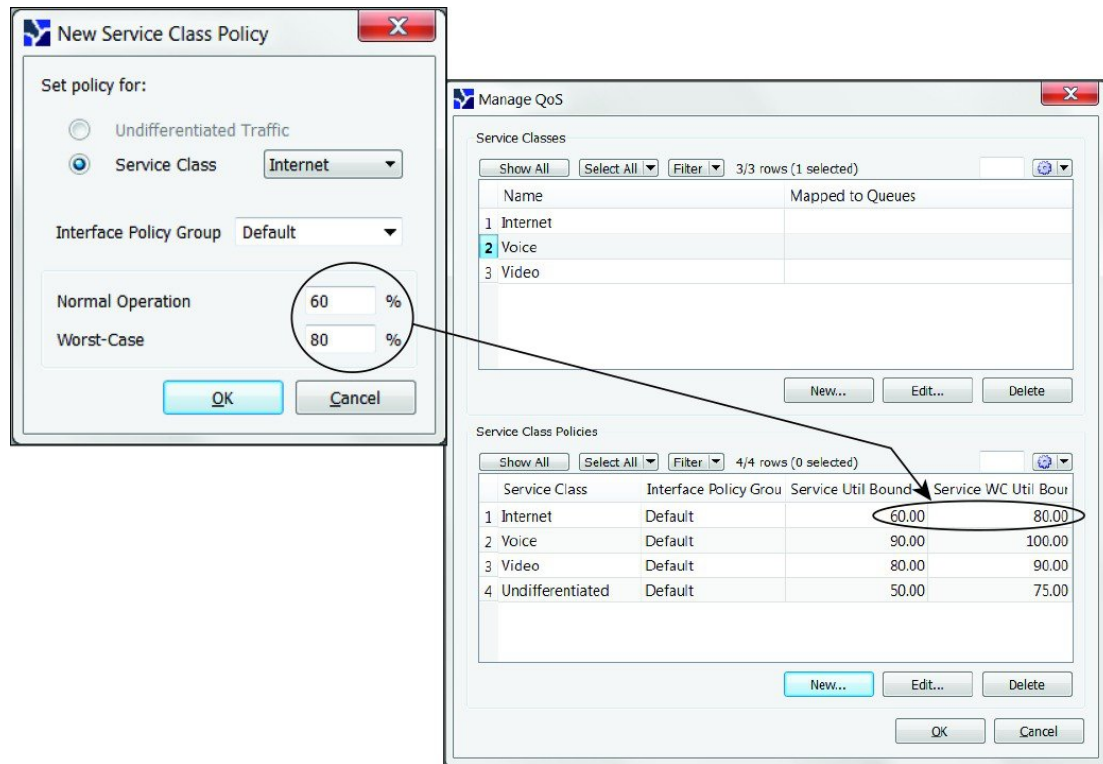 New Service Class Policy
Set policy for:
Undifferentiated Traffic
Service Class Internet
Interface Policy Group Default
Normal Operation 60 %
Worst-Case 80 %
OK Cancel
Manage QoS
Service Classes
Show All Select All Filter 3/3 rows (1 selected)
Name Mapped to Queues
1 Internet
2 Voice
3 Video
New... Edit... Delete
Service Class Policies
Show All Select All Filter 4/4 rows (0 selected)
Service Class Interface Policy Grou Service Util Bound Service WC Util Bour
1 Internet Default 60.00 80.00
2 Voice Default 90.00 100.00
3 Video Default 80.00 90.00
4 Undifferentiated Default 50.00 75.00
New... Edit... Delete
OK Cancel